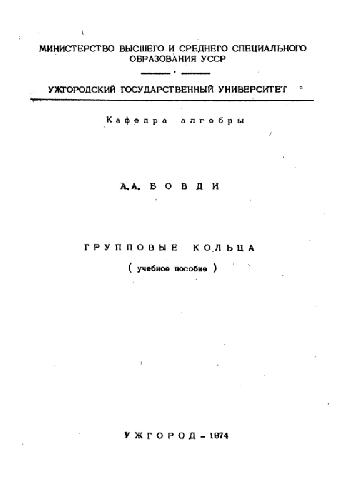 МИНИСТЕРСТВО ВЫСШЕГО И СРЕДНЕГО СПЕЦИАЛЬНОГО
ОБРАЗОВАНИЯ УССР
УЖГОРОДСКИЙ ГОСУДАРСТВЕННЫЙ УНИВЕРСИТЕТ
Кафедра алгебры
А.А. БОВДИ
ГРУППОВЫЕ КОЛЬЦА
( учебное пособие )
УЖГОРОД - 1974